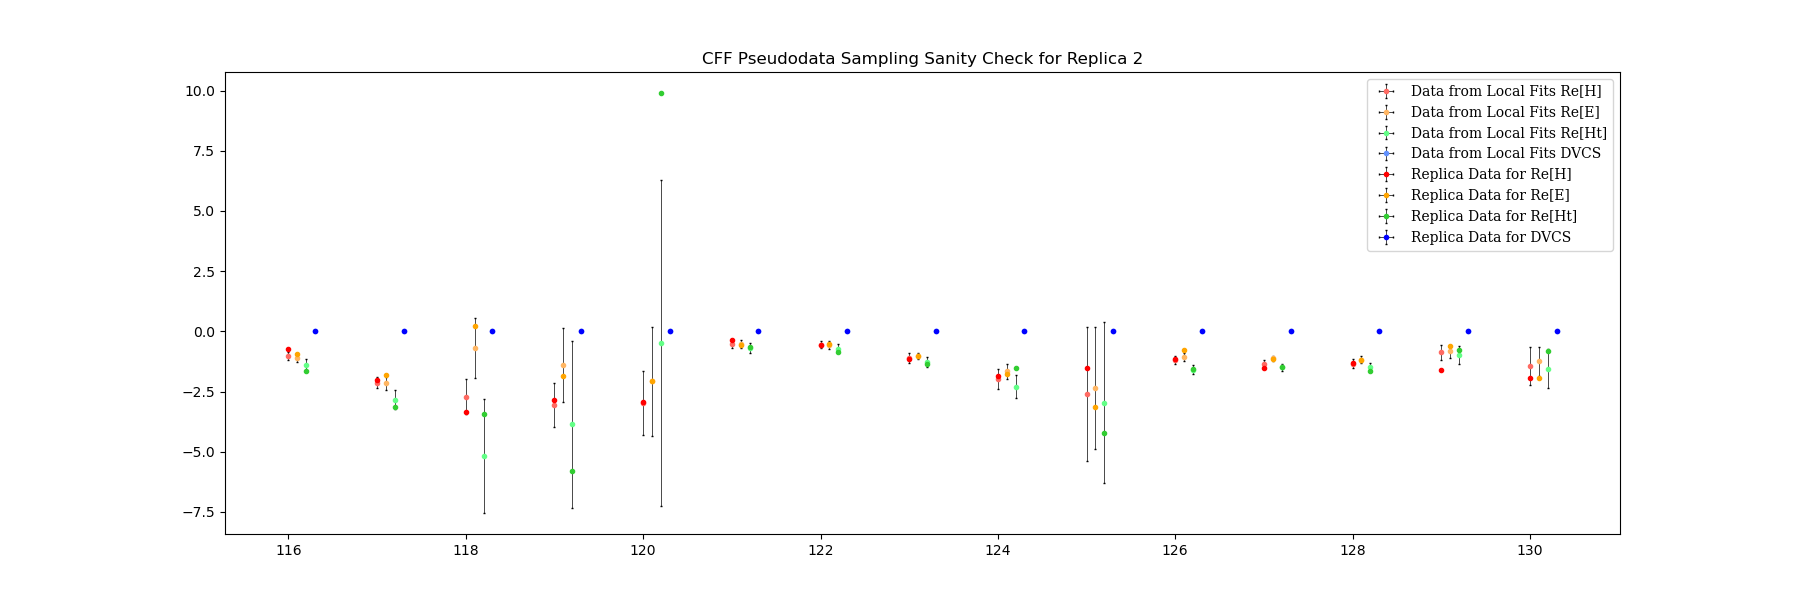 CFF Pseudodata Sampling Sanity Check for Replica 2
10.0
7.5
5.0
2.5
0.0
−2.5
−5.0
−7.5
Data from Local Fits Re[H]
Data from Local Fits Re[E]
Data from Local Fits Re[Ht]
Data from Local Fits DVCS
Replica Data for Re[H]
Replica Data for Re[E]
Replica Data for Re[Ht]
Replica Data for DVCS
116 118 120 122 124 126 128 130